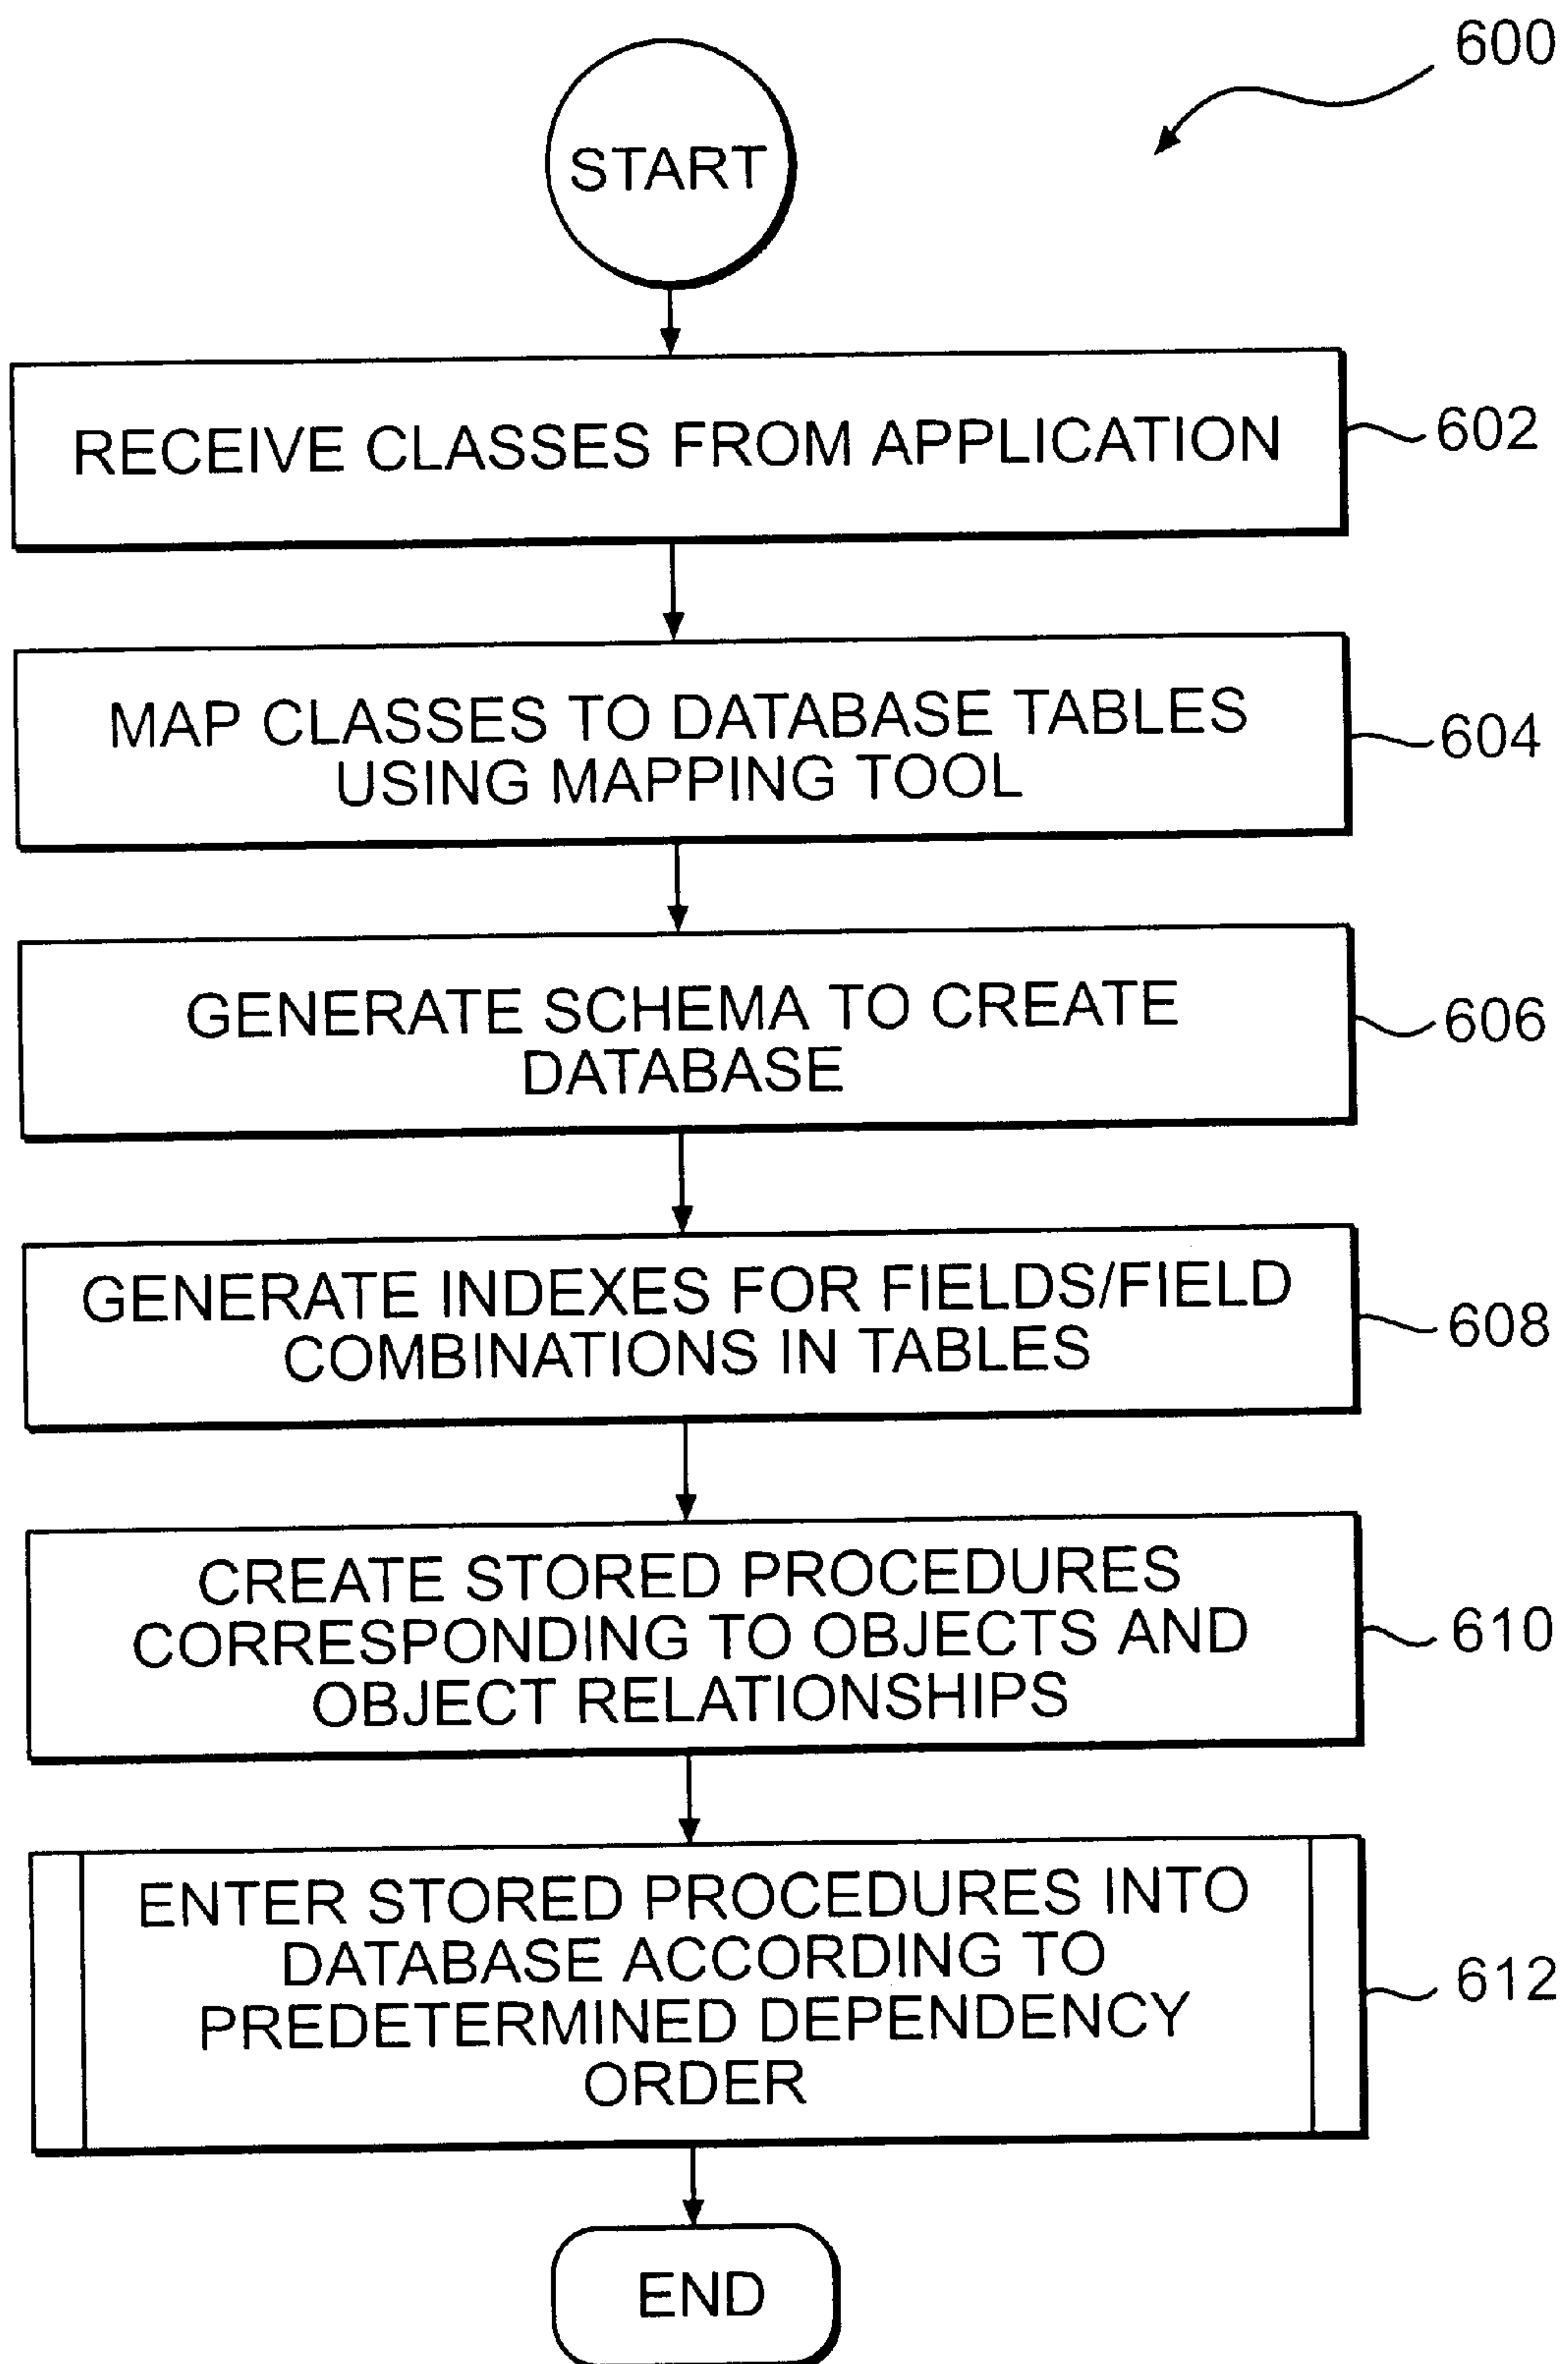 600
START
RECEIVE CLASSES FROM APPLICATION
602
MAP CLASSES TO DATABASE TABLES
USING MAPPING TOOL
604
GENERATE SCHEMA TO CREATE
DATABASE
606
GENERATE INDEXES FOR FIELDS/FIELD
COMBINATIONS IN TABLES
608
CREATE STORED PROCEDURES
CORRESPONDING TO OBJECTS AND
OBJECT RELATIONSHIPS
610
ENTER STORED PROCEDURES INTO
DATABASE ACCORDING TO
PREDETERMINED DEPENDENCY
ORDER
612
END